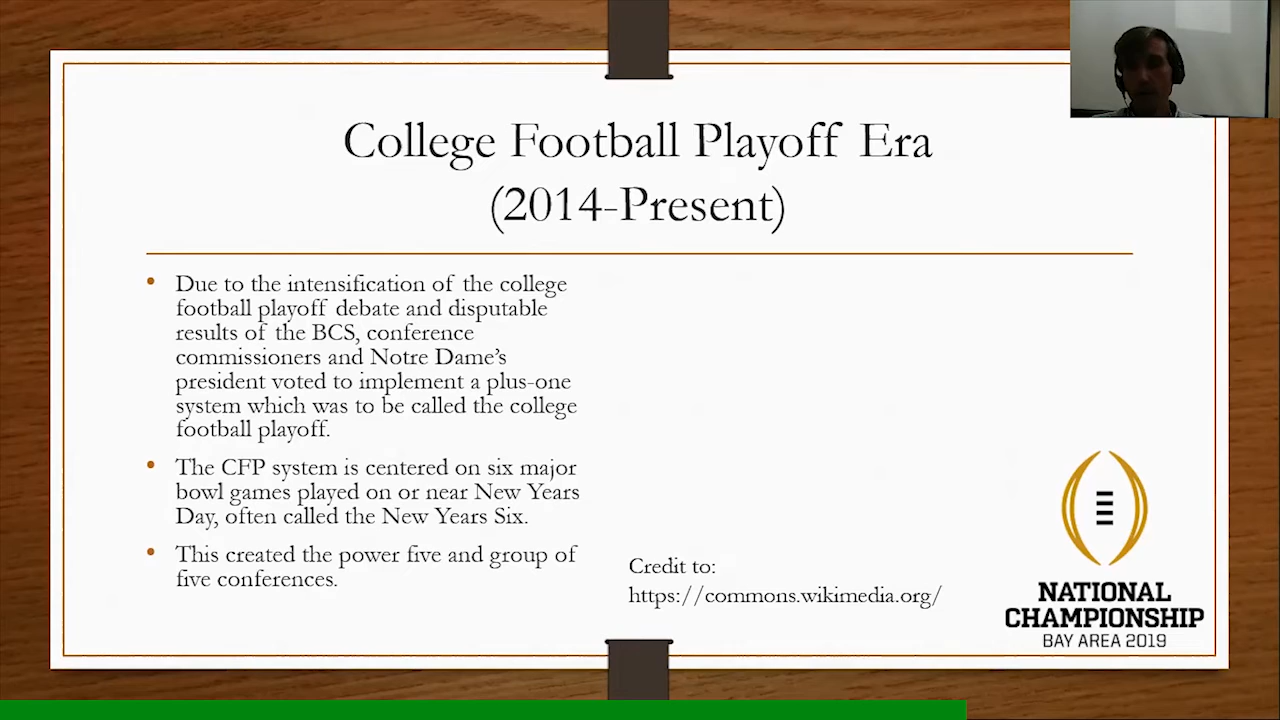 College Football Playoff Era
(2014-Present)
• Due to the intensification of the college
football playoff debate and disputable
results of the BCS, conference
commissioners and Notre Dame’s
president voted to implement a plus-one
system which was to be called the college
football playoff.
• The CFP system is centered on six major
bowl games played on or near New Years
Day, often called the New Years Six.
• This created the power five and group of
five conferences.
Credit to:
https://commons.wikimedia.org/
NATIONAL
CHAMPIONSHIP
BAY AREA 2019